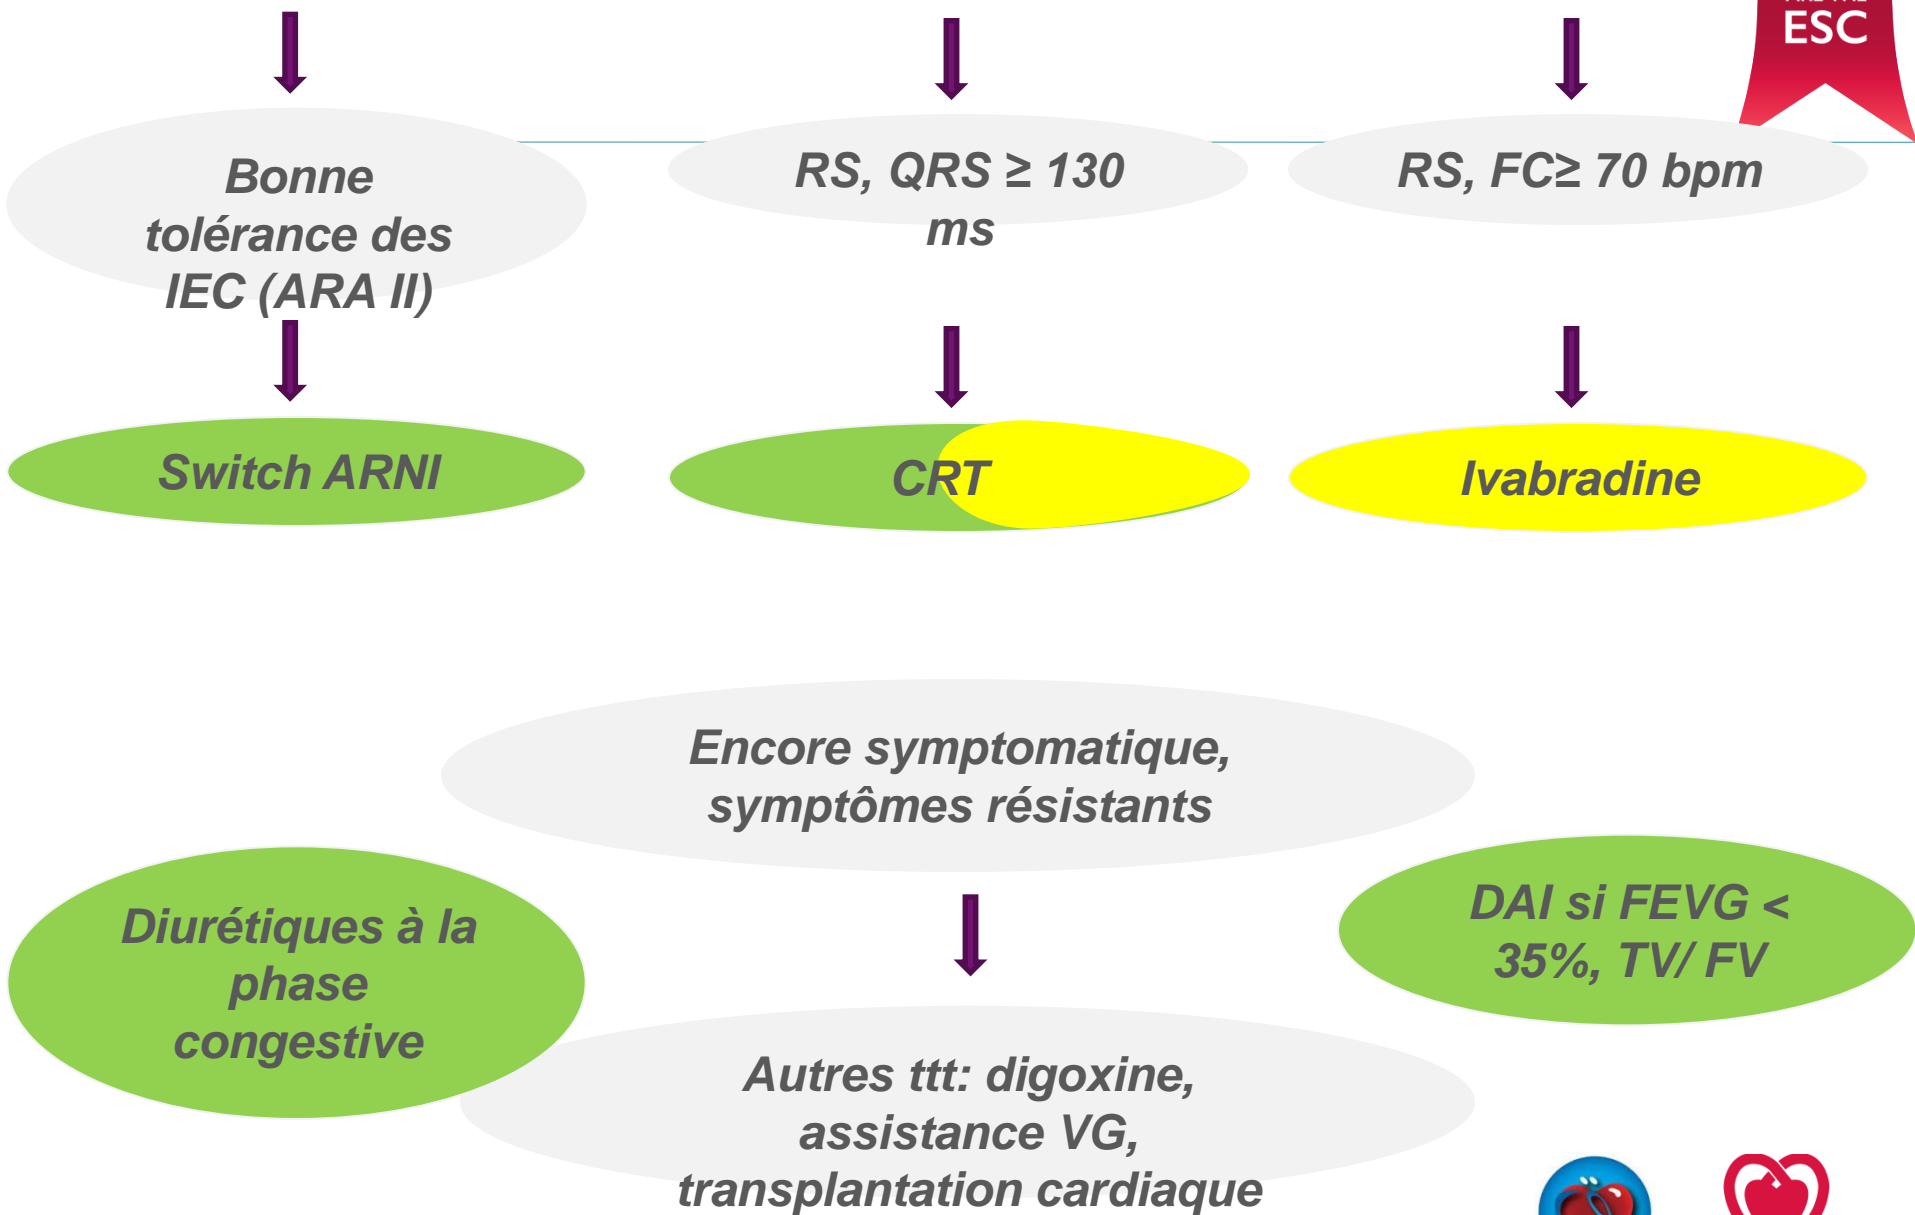 ESC
Bonne
tolérance des
IEC (ARA II)
RS, QRS ≥ 130
ms
RS, FC≥ 70 bpm
Switch ARNI
CRT
Ivabradine
Encore symptomatique,
symptômes résistants
Diurétiques à la
phase
congestive
DAI si FEVG <
35%, TV/ FV
Autres ttt: digoxine,
assistance VG,
transplantation cardiaque